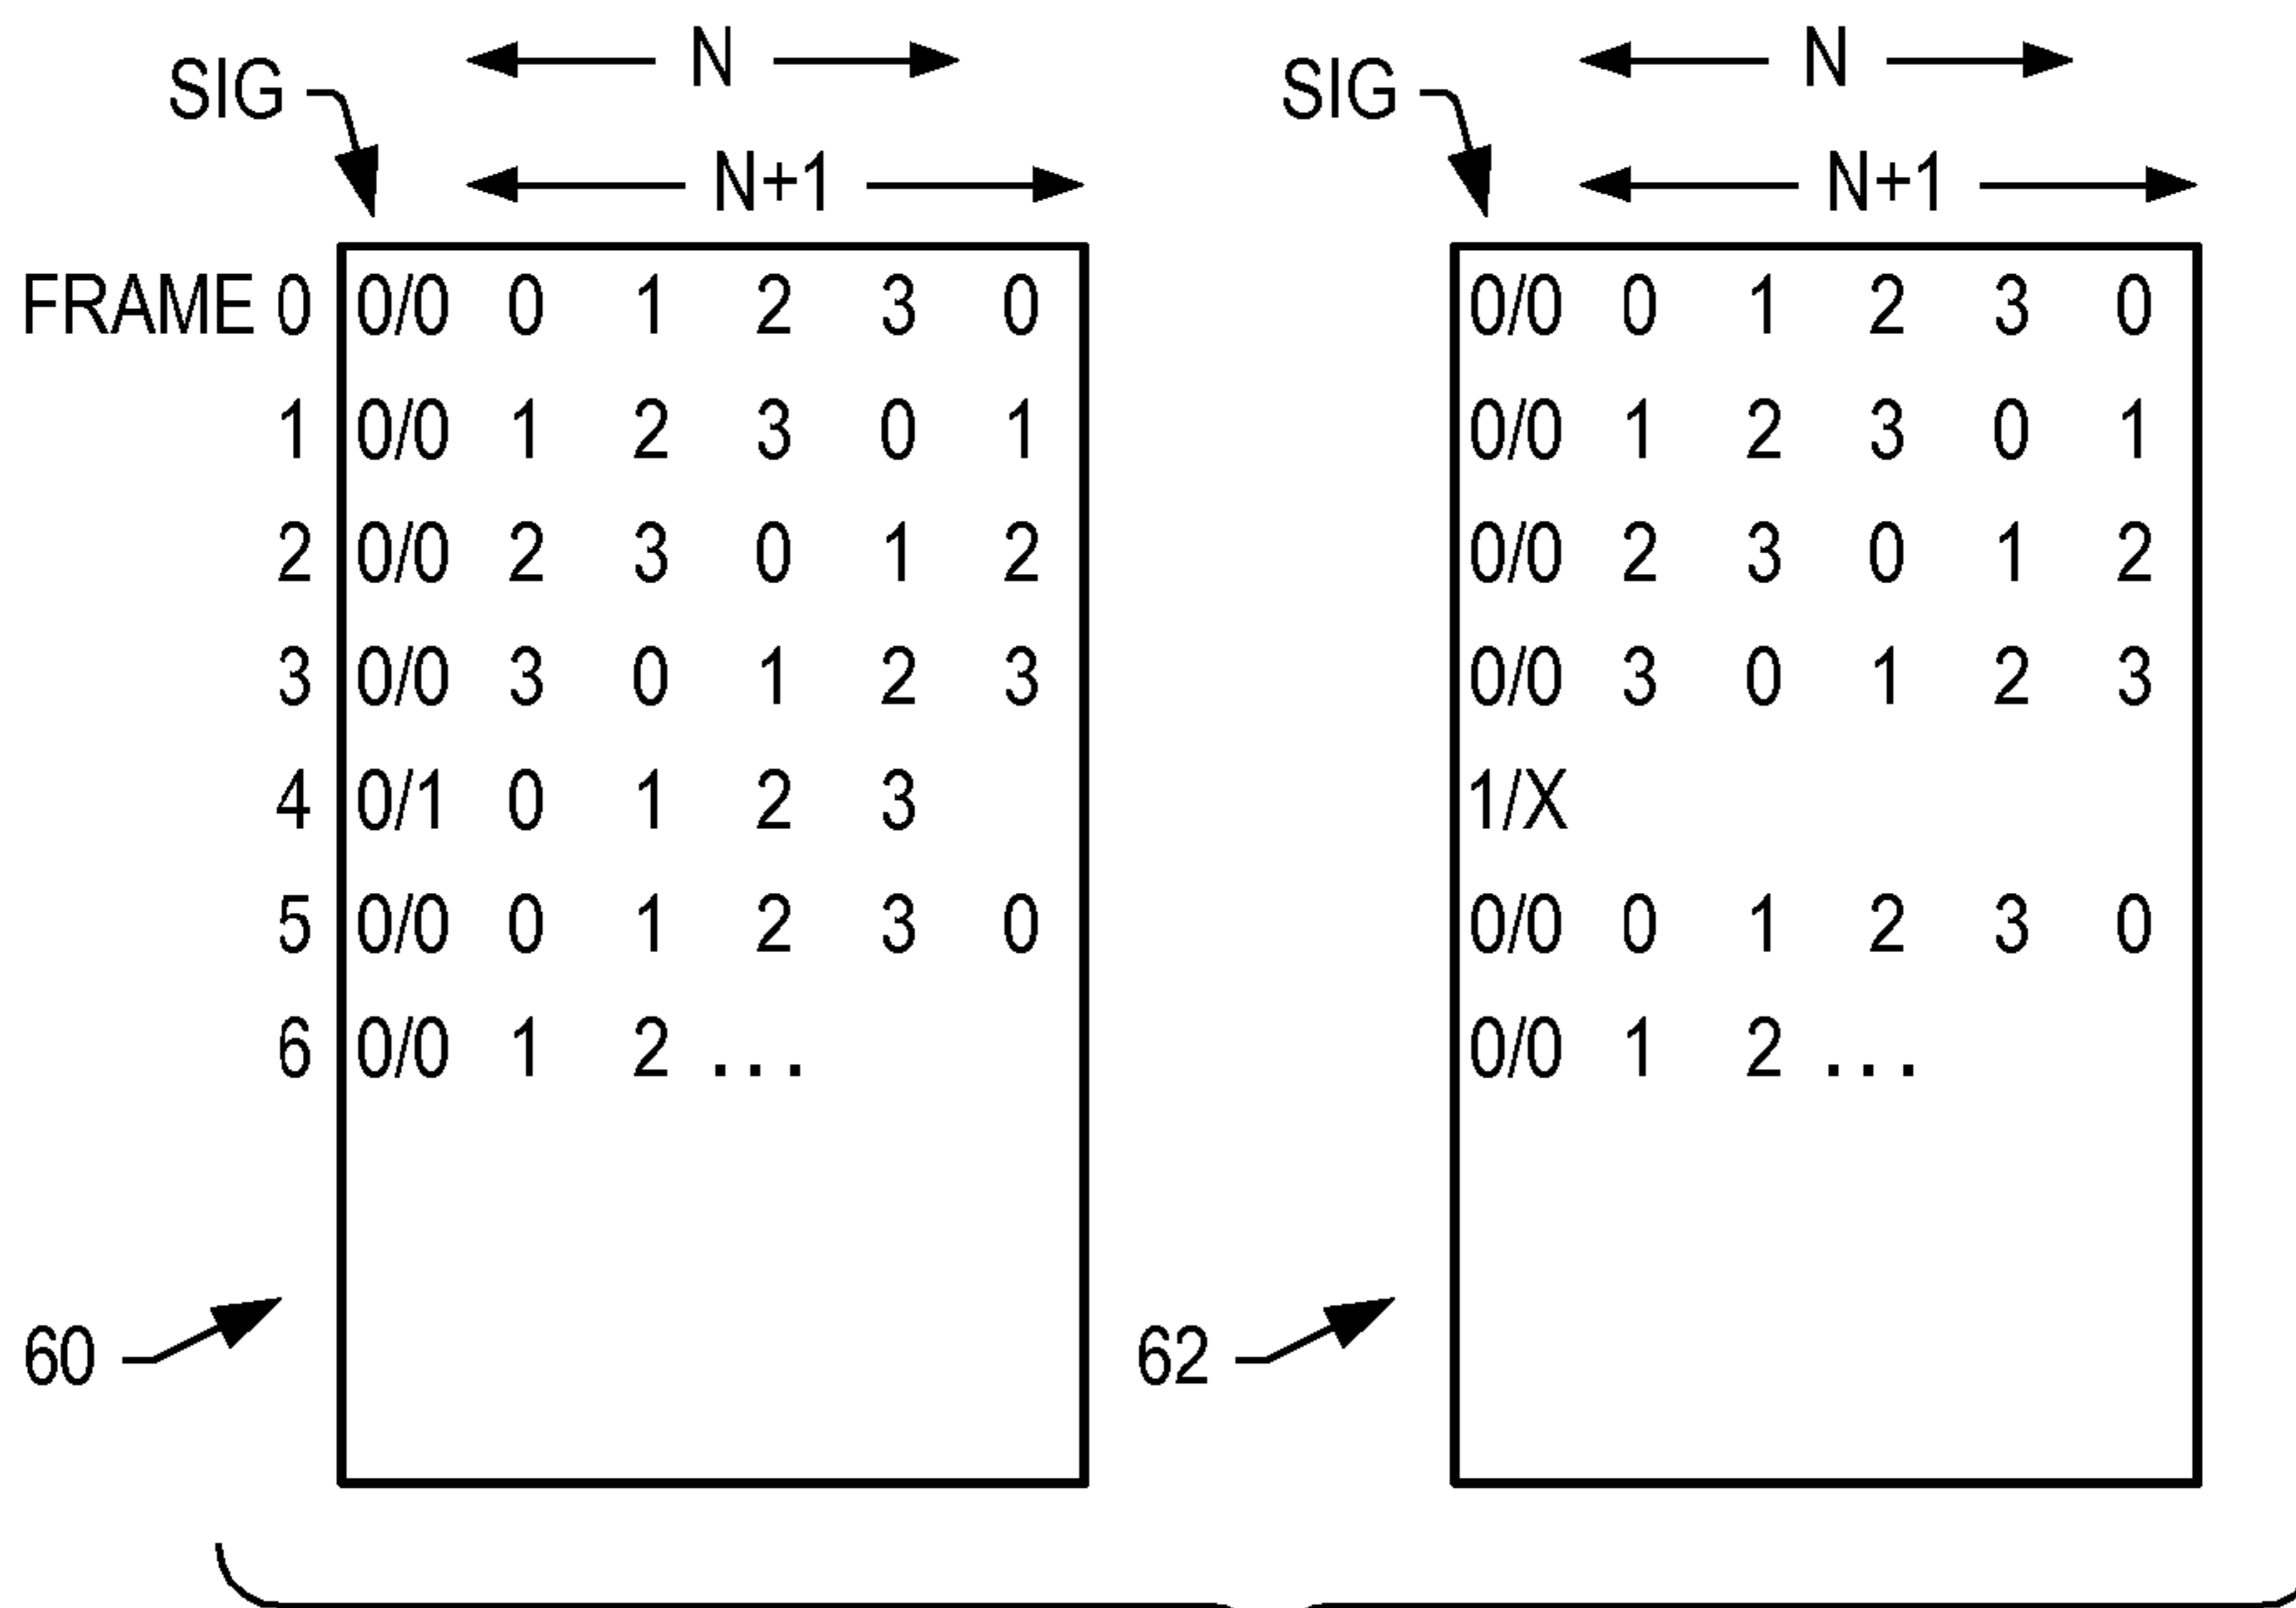 SIG N SIG N
N+1 N+1
FRAME 0 0/0 0 1 2 3 0 0/0 0 1 2 3 0
1 0/0 1 2 3 0 1 0/0 1 2 3 0 1
2 0/0 2 3 0 1 2 0/0 2 3 0 1 2
3 0/0 3 0 1 2 3 0/0 3 0 1 2 3
4 0/1 0 1 2 3 1/X
5 0/0 0 1 2 3 0 0/0 0 1 2 3 0
6 0/0 1 2 ... 0/0 1 2 ...
60 62